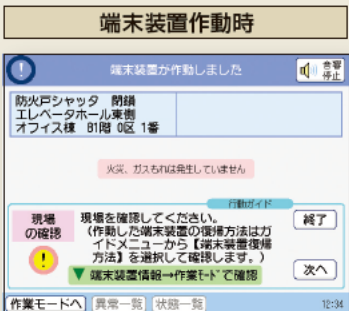 端末装置作動時
端末装置が作動しました
音響
停止
防火戸シャッタ 閉鎖
エレベータホール東側
オフィス棟 B1階 0区 1番
火災、ガスもれは発生していません
行動ガイド
現場
の確認
現場を確認してください。
(作動した端末装置の復帰方法はガ
イドメニューから【端末装置復帰
方法】を選択して確認します。)
▼ 端末装置情報→作業モードで確認
終了
次へ
作業モードへ 異常一覧 状態一覧 12:34